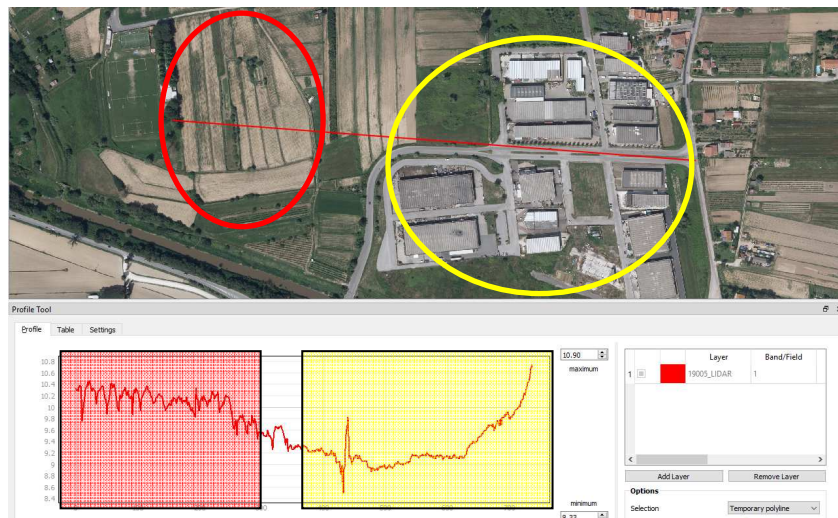 Profile Tool
Profile Table Settings
10.90
maximum
10.8
10.6
10.4
10.2
10
9.8
9.6
9.4
9.2
9
8.8
8.6
8.4
minimum
Layer Band/Field
1 19005_LIDAR 1
Add Layer Remove Layer
Options
Selection Temporary polyline